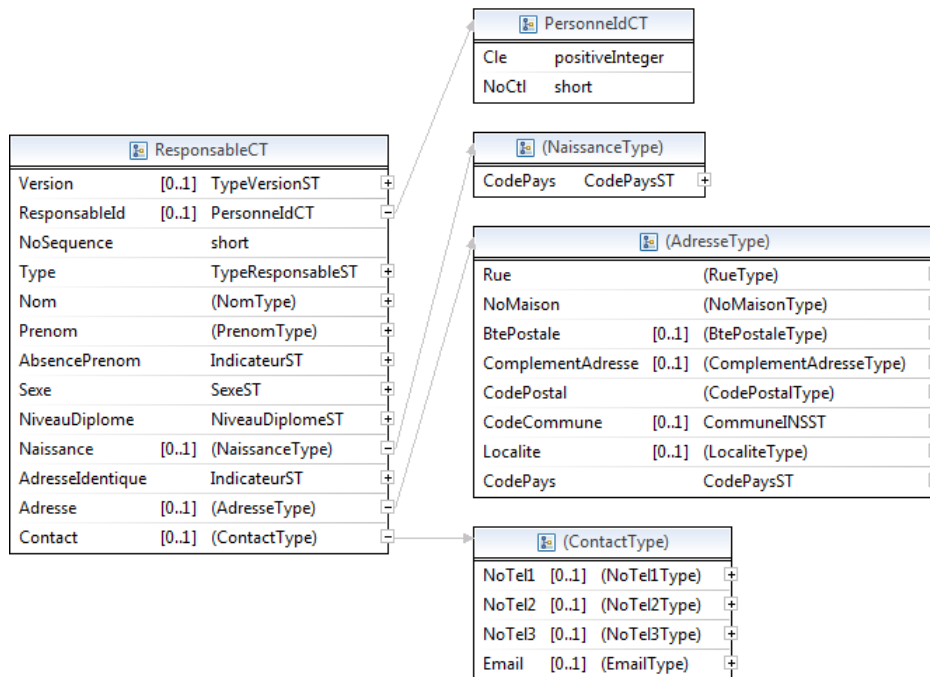 PersonneIdCT
Cle positiveInteger
NoCtl short
ResponsableCT
Version [0..1] TypeVersionST
ResponsableId [0..1] PersonneIdCT
NoSequence short
Type TypeResponsableST
Nom (NomType)
Prenom (PrenomType)
AbsencePrenom IndicateurST
Sexe SexeST
NiveauDiplome NiveauDiplomeST
Naissance [0..1] (NaissanceType)
AdresseIdentique IndicateurST
Adresse [0..1] (AdresseType)
Contact [0..1] (ContactType)
(NaissanceType)
CodePays CodePaysST
(AdresseType)
Rue (RueType)
NoMaison (NoMaisonType)
BtePostale [0..1] (BtePostaleType)
ComplementAdresse [0..1] (ComplementAdresseType)
CodePostal (CodePostalType)
CodeCommune [0..1] CommuneINSST
Localite [0..1] (LocaliteType)
CodePays CodePaysST
(ContactType)
NoTel1 [0..1] (NoTel1Type)
NoTel2 [0..1] (NoTel2Type)
NoTel3 [0..1] (NoTel3Type)
Email [0..1] (EmailType)